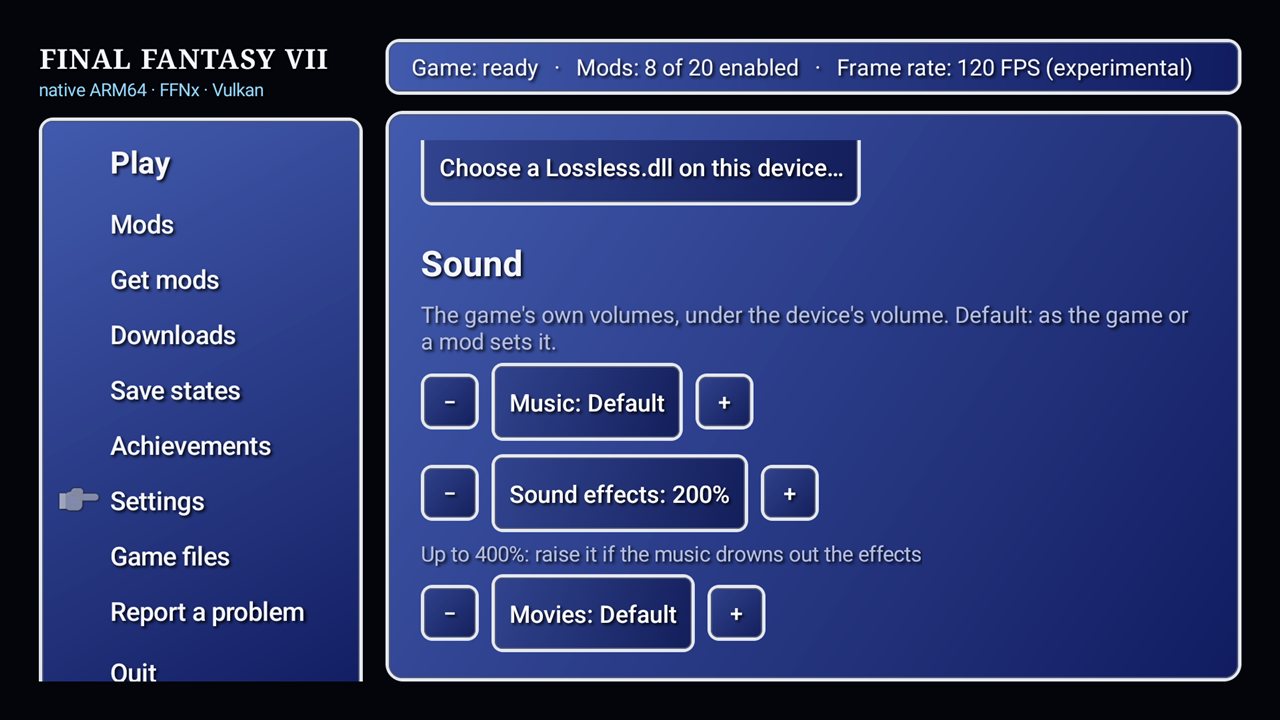 FINAL FANTASY VII
native ARM64 · FFNx · Vulkan
Game: ready · Mods: 8 of 20 enabled · Frame rate: 120 FPS (experimental)
Play
Mods
Get mods
Downloads
Save states
Achievements
Settings
Game files
Report a problem
Quit
Choose a Lossless.dll on this device…
Sound
The game's own volumes, under the device's volume. Default: as the game or
a mod sets it.
− Music: Default +
− Sound effects: 200% +
Up to 400%: raise it if the music drowns out the effects
− Movies: Default +